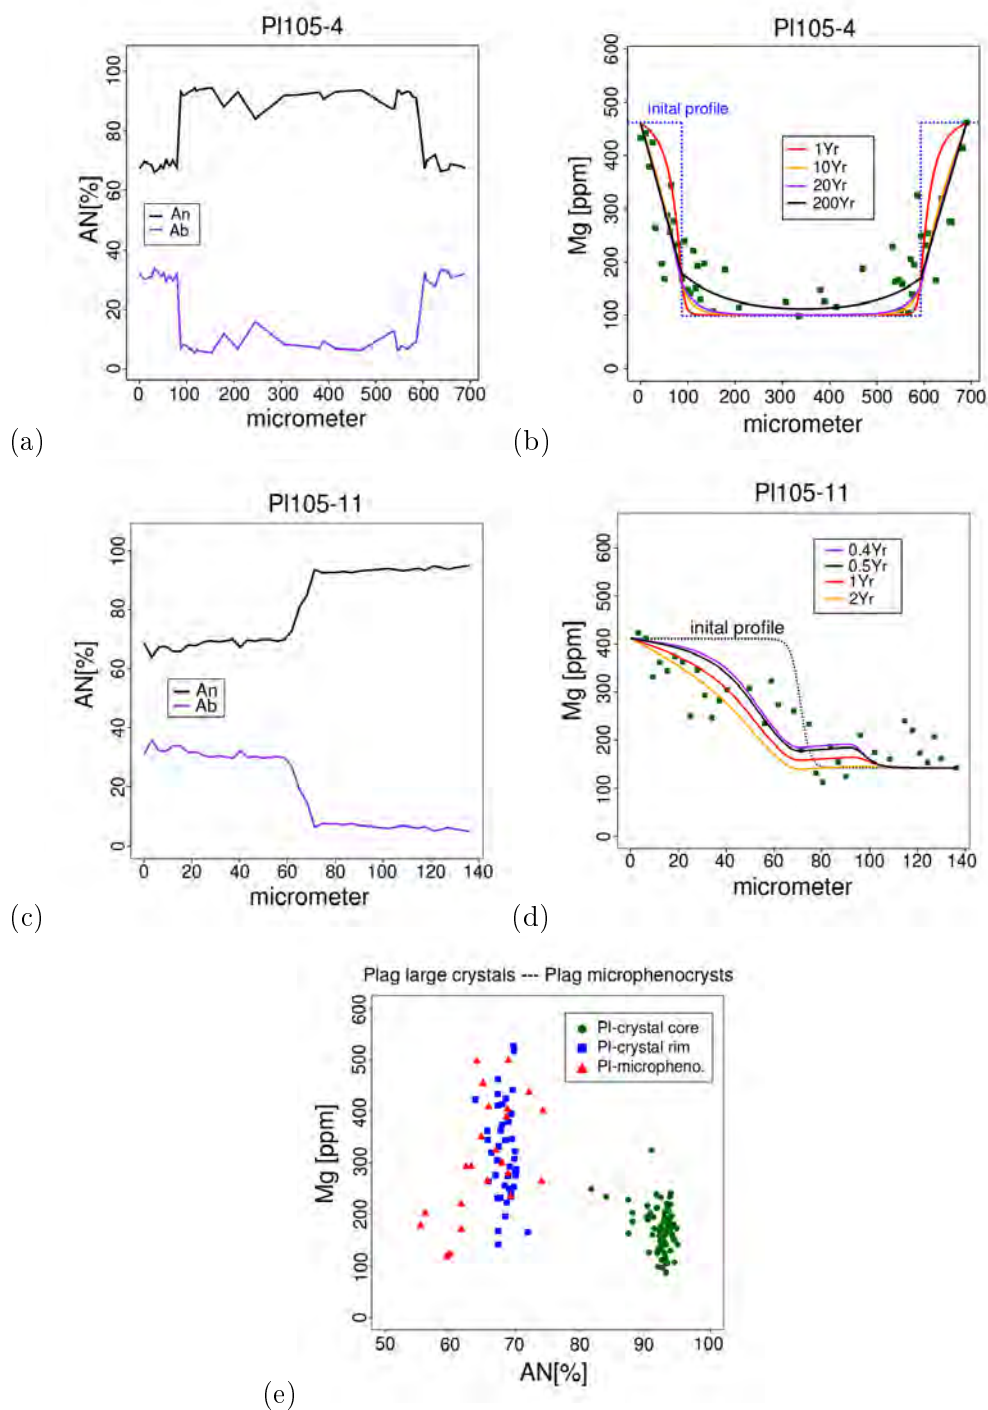 Pl105-4
AN[%]
100
80
60
40
20
0
An
Ab
0 100 200 300 400 500 600 700
micrometer
(a)
Pl105-4
Mg [ppm]
600
500
400
300
200
100
0
inital profile
1Yr
10Yr
20Yr
200Yr
0 100 200 300 400 500 600 700
micrometer
(b)
Pl105-11
AN[%]
100
80
60
40
20
0
An
Ab
0 20 40 60 80 100 120 140
micrometer
(c)
Pl105-11
Mg [ppm]
600
500
400
300
200
100
0
0.4Yr
0.5Yr
1Yr
2Yr
inital profile
0 20 40 60 80 100 120 140
micrometer
(d)
Plag large crystals --- Plag microphenocrysts
Mg [ppm]
600
500
400
300
200
100
0
Pl-crystal core
Pl-crystal rim
Pl-micropheno.
50 60 70 80 90 100
AN[%]
(e)